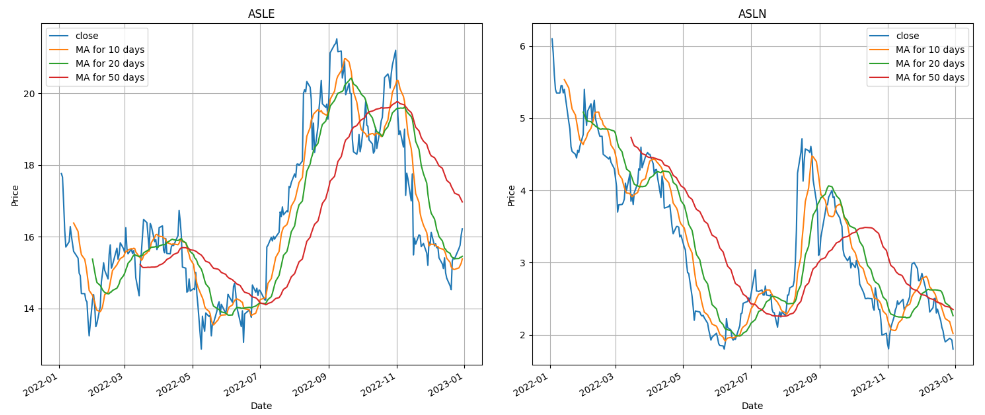 ASLE
close
MA for 10 days
MA for 20 days
MA for 50 days
Price
20
18
16
14
2022-01
2022-03
2022-05
2022-07
2022-09
2022-11
2023-01
Date
ASLN
close
MA for 10 days
MA for 20 days
MA for 50 days
Price
6
5
4
3
2
2022-01
2022-03
2022-05
2022-07
2022-09
2022-11
2023-01
Date